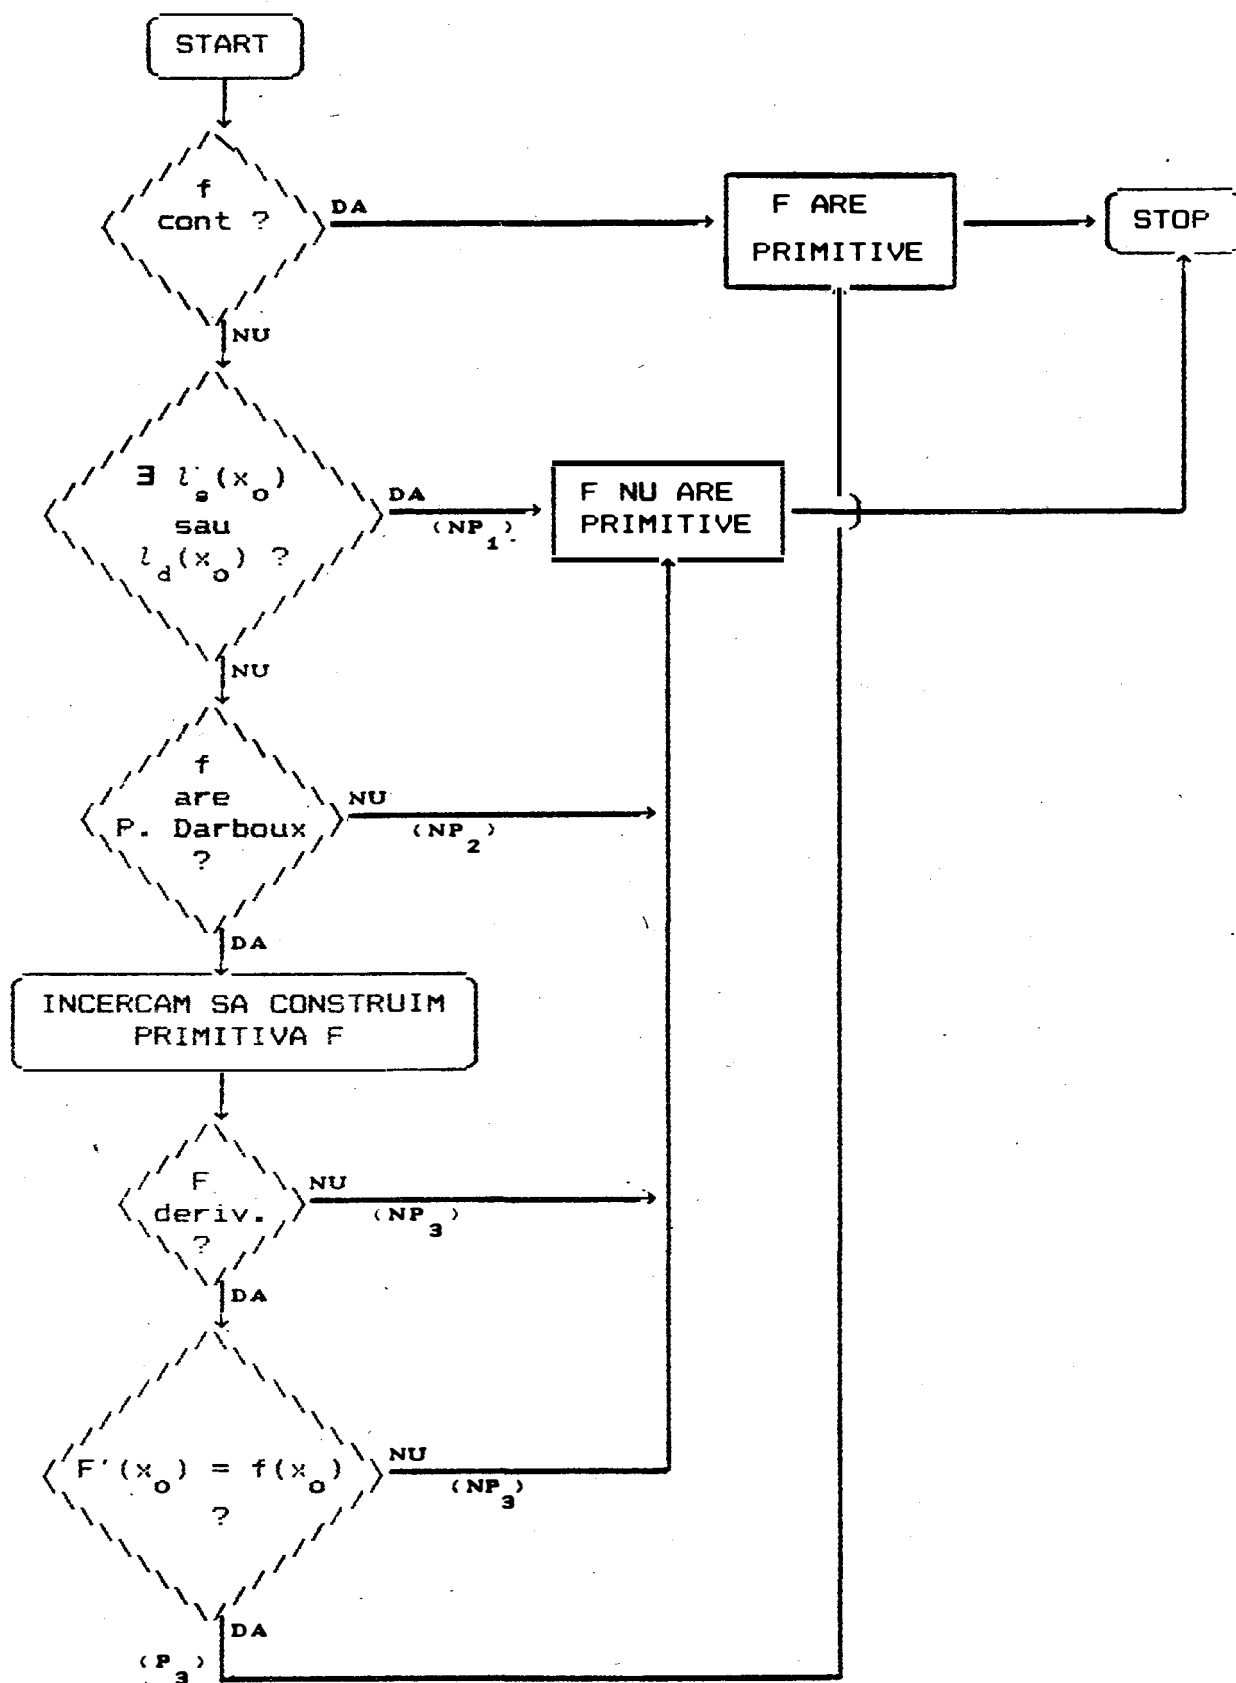 START
f
cont ?
DA
F ARE
PRIMITIVE
STOP
NU
∃ l_s(x_o)
sau
l_d(x_o) ?
DA
(NP_1)
F NU ARE
PRIMITIVE
NU
f
are
P. Darboux
?
NU
(NP_2)
DA
INCERCAM SA CONSTRUIM
PRIMITIVA F
F
deriv.
?
NU
(NP_3)
DA
F'(x_o) = f(x_o)
?
NU
(NP_3)
DA
(P_3)